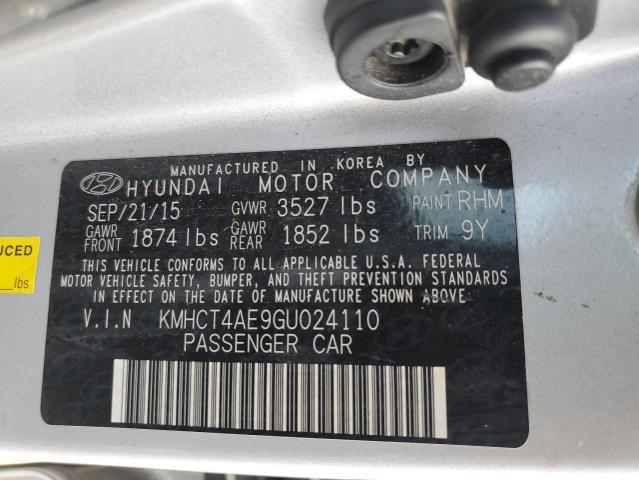 MANUFACTURED IN KOREA BY
HYUNDAI MOTOR COMPANY
SEP/21/15 GVWR 3527 lbs PAINT RHM
GAWR FRONT 1874 lbs GAWR REAR 1852 lbs TRIM 9Y
THIS VEHICLE CONFORMS TO ALL APPLICABLE U.S.A. FEDERAL
MOTOR VEHICLE SAFETY, BUMPER, AND THEFT PREVENTION STANDARDS
IN EFFECT ON THE DATE OF MANUFACTURE SHOWN ABOVE.
V.I.N KMHCT4AE9GU024110
PASSENGER CAR
UCED
lbs